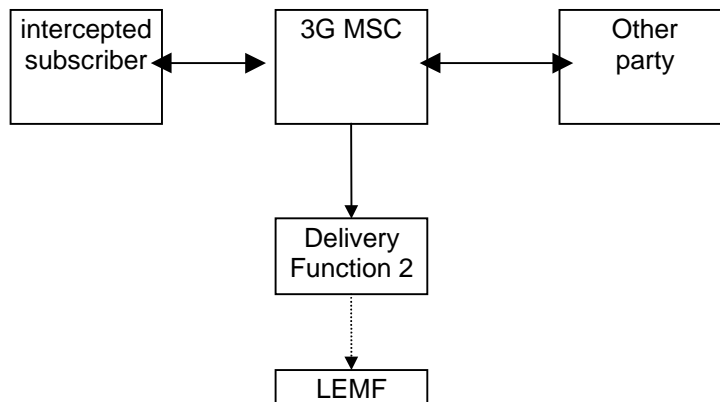 intercepted
subscriber
3G MSC
Other
party
Delivery
Function 2
LEMF